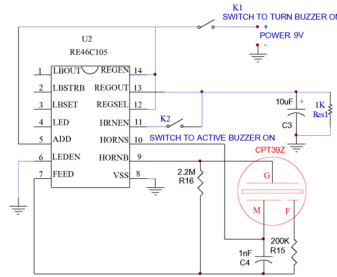 K1
SWITCH TO TURN BUZZER ON
U2
RE46C105
+
POWER 9V
-
1 LBOUT REGEN 14
2 LBSTRB REGOUT 13
3 LBSET REGSEL 12
4 LED HRNEN 11
5 ADD HORNS 10
6 LEDEN HORNB 9
7 FEED VSS 8
K2
SWITCH TO ACTIVE BUZZER ON
10uF +
C3
1K
Res1
CPT39Z
2.2M
R16
G
M F
1nF
C4
200K
R15